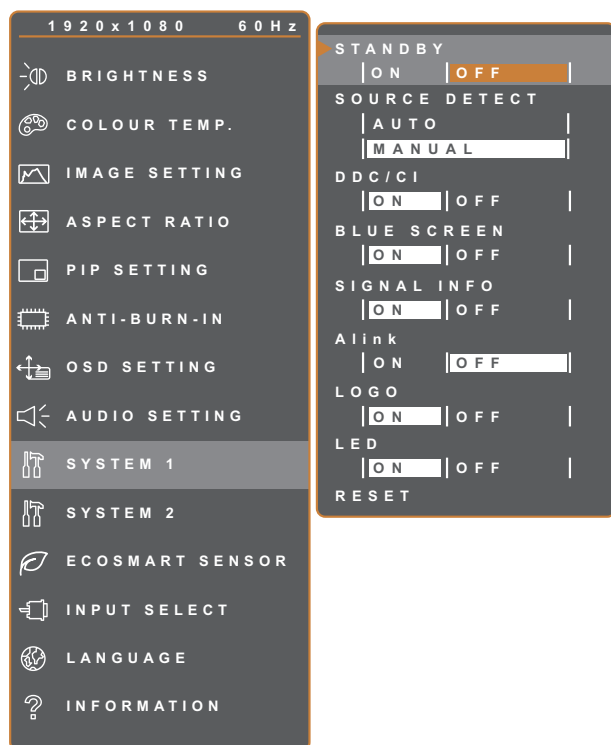 1920x1080 60Hz
BRIGHTNESS
COLOUR TEMP.
IMAGE SETTING
ASPECT RATIO
PIP SETTING
ANTI-BURN-IN
OSD SETTING
AUDIO SETTING
SYSTEM 1
SYSTEM 2
ECOSMART SENSOR
INPUT SELECT
LANGUAGE
INFORMATION
STANDBY
ON OFF
SOURCE DETECT
AUTO
MANUAL
DDC/CI
ON OFF
BLUE SCREEN
ON OFF
SIGNAL INFO
ON OFF
Alink
ON OFF
LOGO
ON OFF
LED
ON OFF
RESET